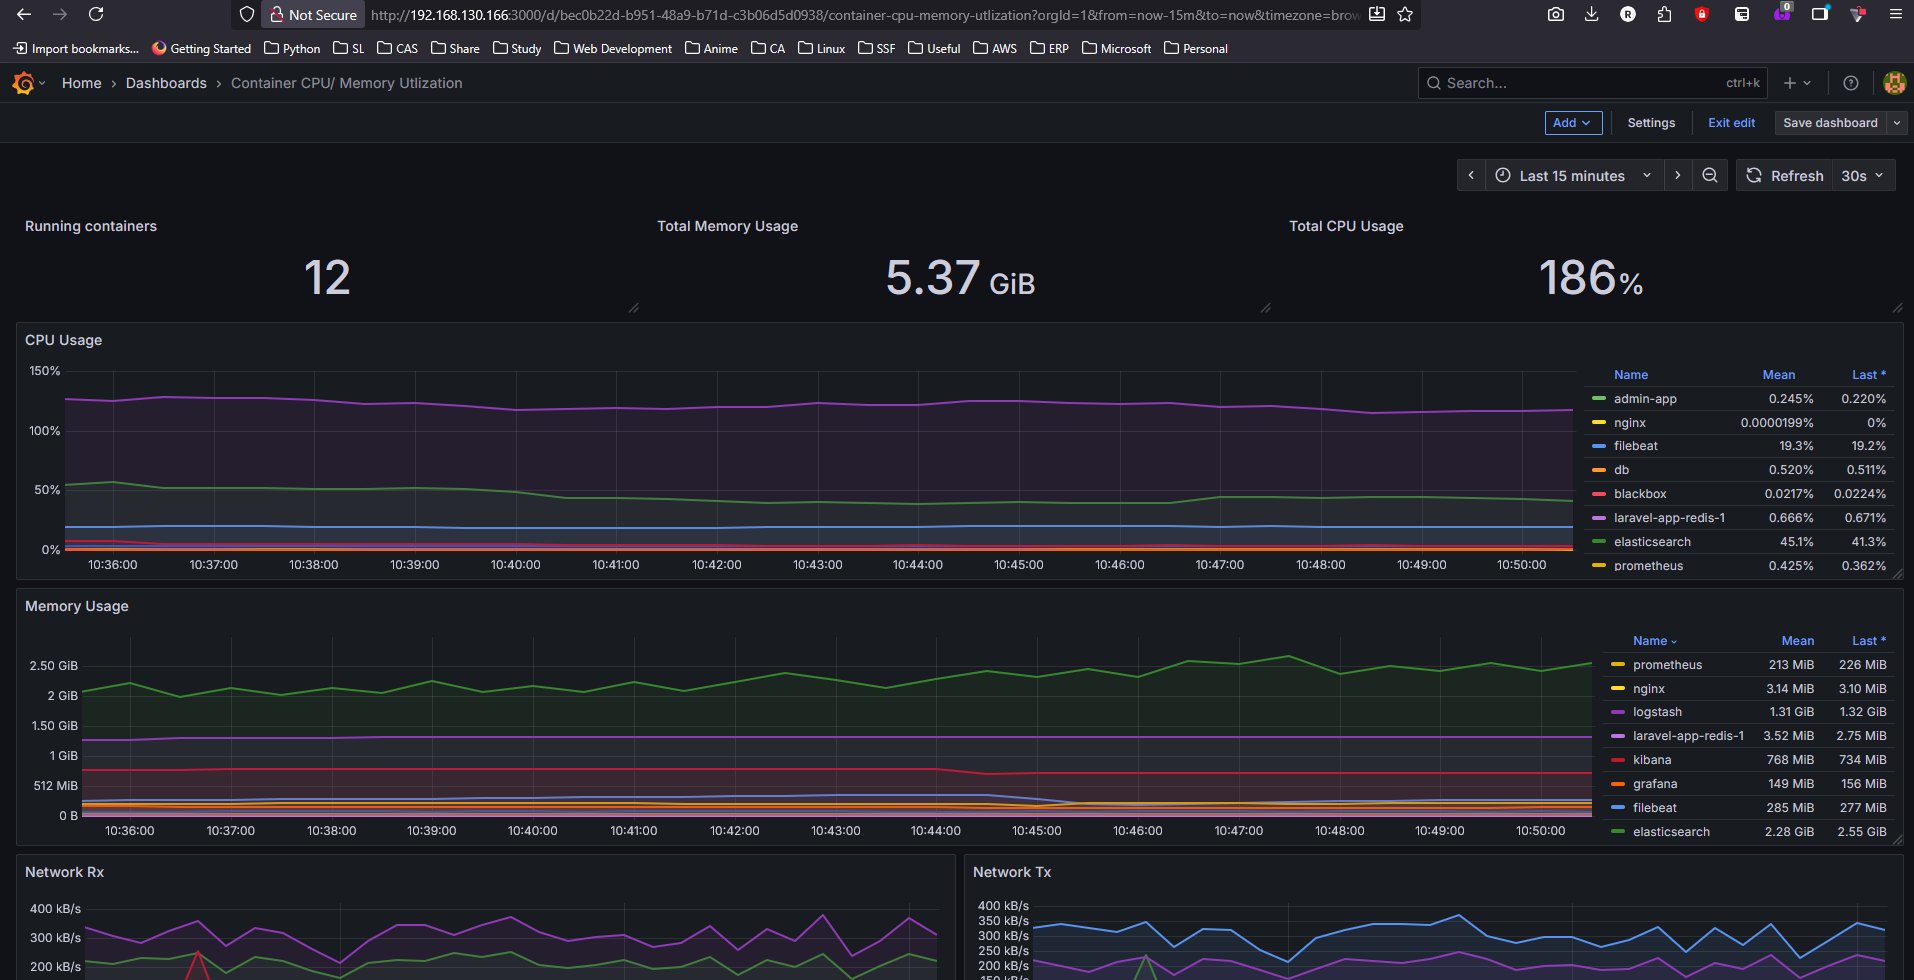 Not Secure
http://192.168.130.166:3000/d/bec0b22d-b951-48a9-b71d-c3b06d5d0938/container-cpu-memory-utlization?orgId=1&from=now-15m&to=now&timezone=brow
0
Import bookmarks... Getting Started Python SL CAS Share Study Web Development Anime CA Linux SSF Useful AWS ERP Microsoft Personal
Home › Dashboards › Container CPU/ Memory Utlization
Search... ctrl+k
Add Settings Exit edit Save dashboard
Last 15 minutes Refresh 30s
Running containers Total Memory Usage Total CPU Usage
12 5.37 GiB 186%
CPU Usage
150%
100%
50%
0%
10:36:00 10:37:00 10:38:00 10:39:00 10:40:00 10:41:00 10:42:00 10:43:00 10:44:00 10:45:00 10:46:00 10:47:00 10:48:00 10:49:00 10:50:00
Name Mean Last *
admin-app 0.245% 0.220%
nginx 0.0000199% 0%
filebeat 19.3% 19.2%
db 0.520% 0.511%
blackbox 0.0217% 0.0224%
laravel-app-redis-1 0.666% 0.671%
elasticsearch 45.1% 41.3%
prometheus 0.425% 0.362%
Memory Usage
2.50 GiB
2 GiB
1.50 GiB
1 GiB
512 MiB
0 B
10:36:00 10:37:00 10:38:00 10:39:00 10:40:00 10:41:00 10:42:00 10:43:00 10:44:00 10:45:00 10:46:00 10:47:00 10:48:00 10:49:00 10:50:00
Name Mean Last *
prometheus 213 MiB 226 MiB
nginx 3.14 MiB 3.10 MiB
logstash 1.31 GiB 1.32 GiB
laravel-app-redis-1 3.52 MiB 2.75 MiB
kibana 768 MiB 734 MiB
grafana 149 MiB 156 MiB
filebeat 285 MiB 277 MiB
elasticsearch 2.28 GiB 2.55 GiB
Network Rx
400 kB/s
300 kB/s
200 kB/s
Network Tx
400 kB/s
350 kB/s
300 kB/s
250 kB/s
200 kB/s
150 kB/s